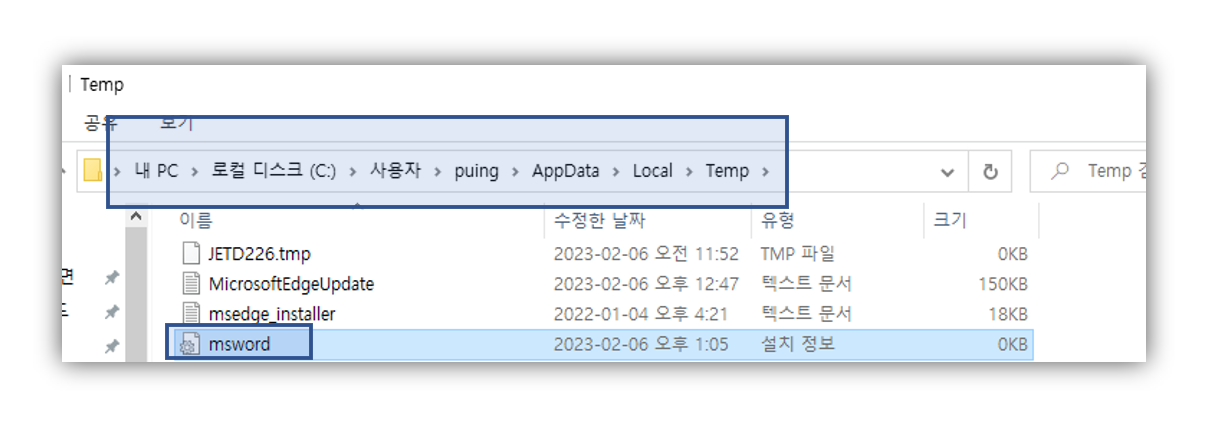 Temp
공유 보기
내 PC > 로컬 디스크 (C:) > 사용자 > puing > AppData > Local > Temp >
Temp
이름 수정한 날짜 유형 크기
JETD226.tmp 2023-02-06 오전 11:52 TMP 파일 0KB
MicrosoftEdgeUpdate 2023-02-06 오후 12:47 텍스트 문서 150KB
msedge_installer 2022-01-04 오후 4:21 텍스트 문서 18KB
msword 2023-02-06 오후 1:05 설치 정보 0KB